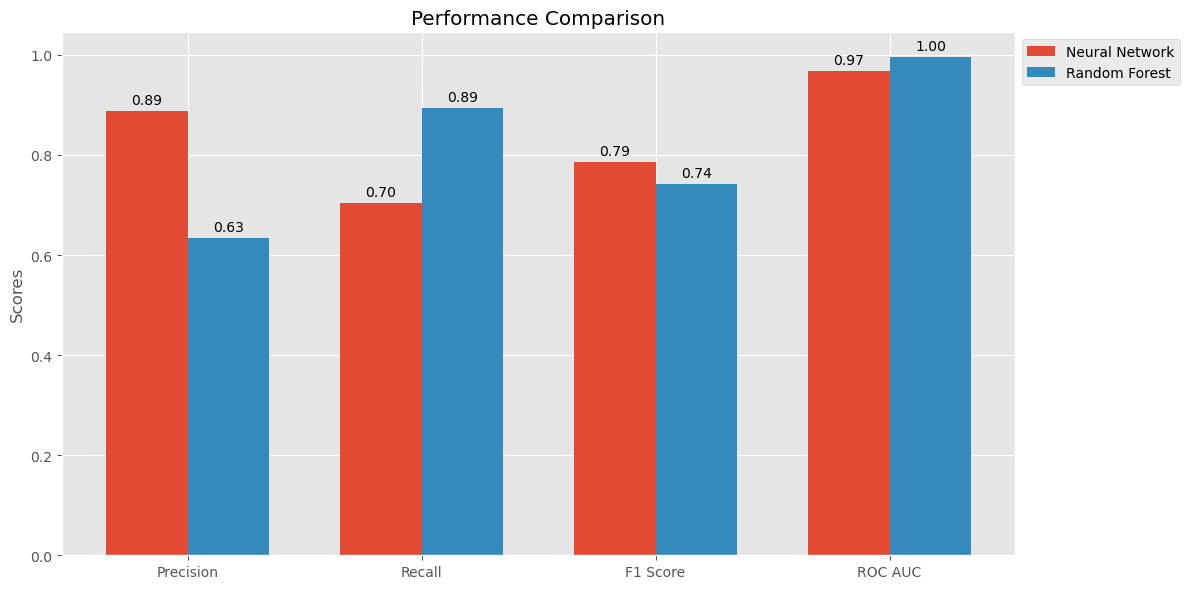 Performance Comparison
Neural Network
Random Forest
Scores
1.0
0.8
0.6
0.4
0.2
0.0
0.89
0.63
0.70
0.89
0.79
0.74
0.97
1.00
Precision
Recall
F1 Score
ROC AUC